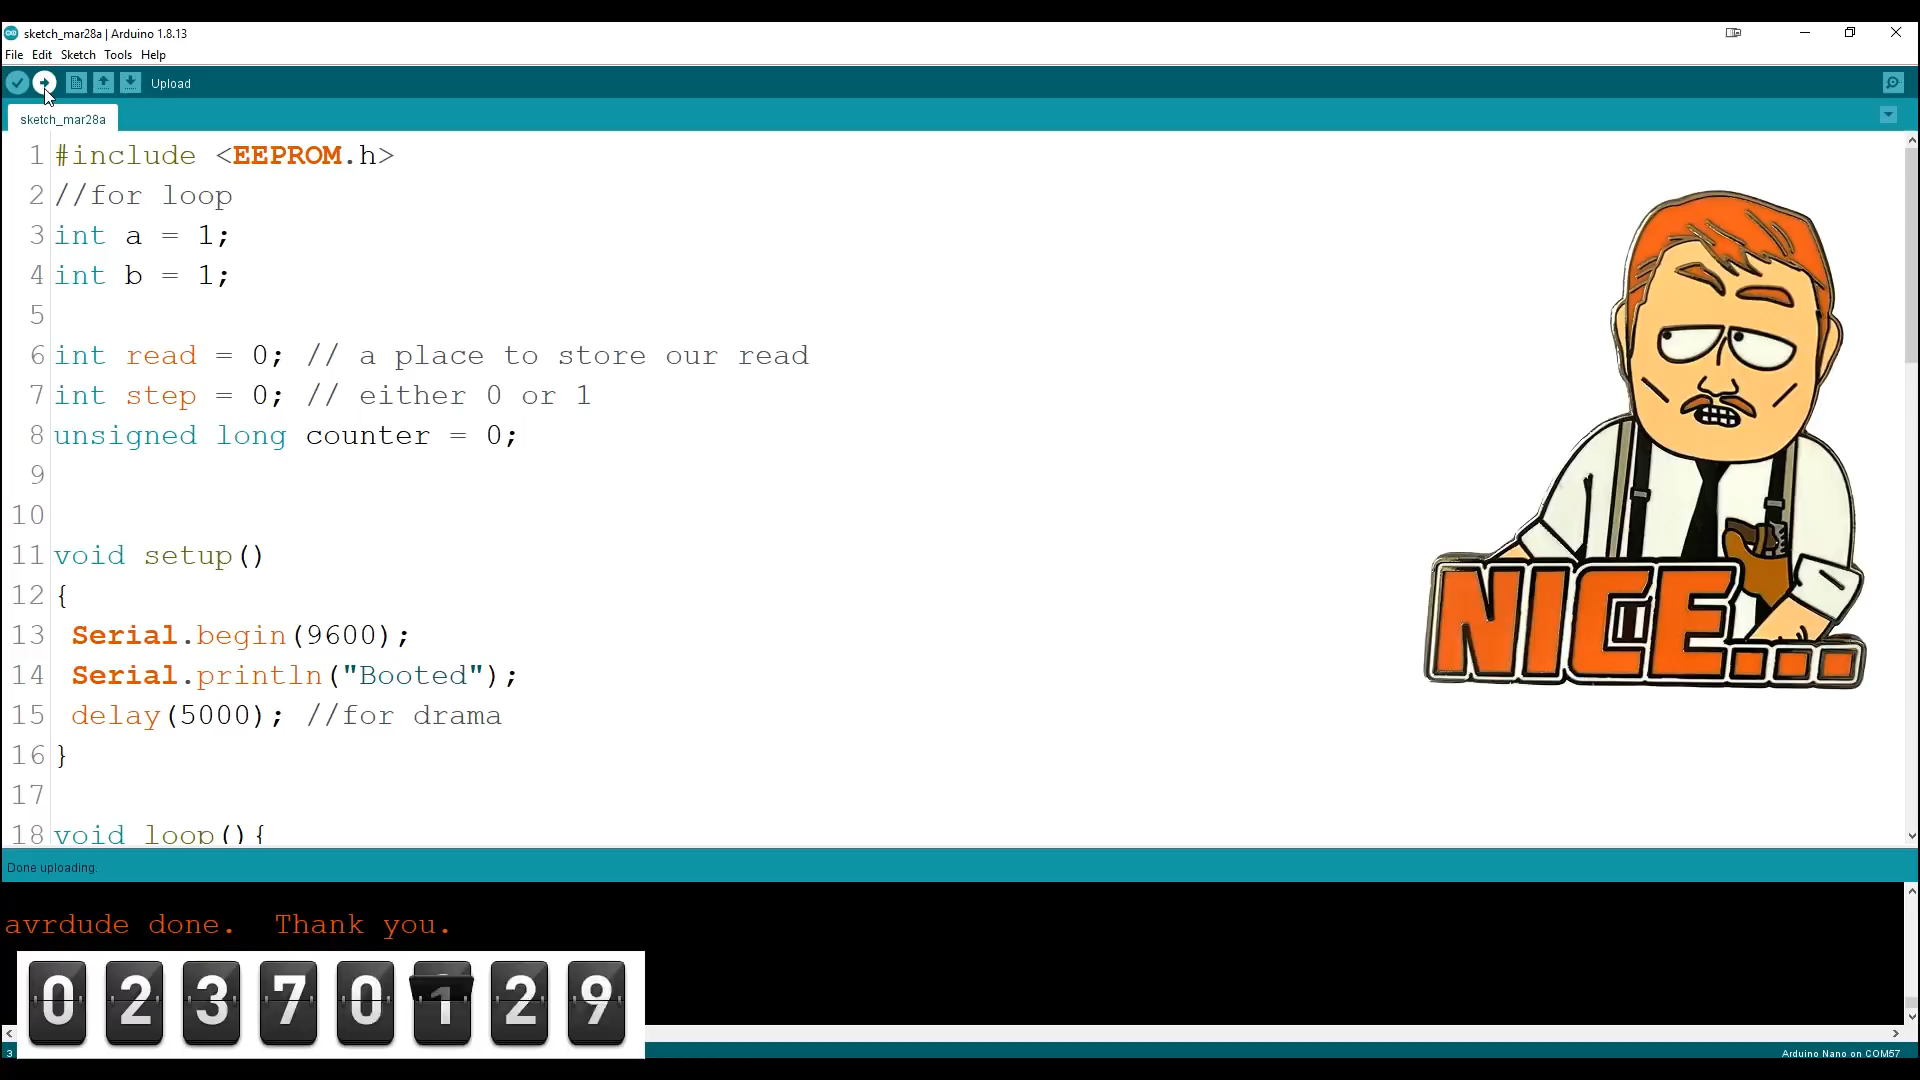 sketch_mar28a | Arduino 1.8.13
File Edit Sketch Tools Help
Upload
sketch_mar28a
1 #include <EEPROM.h>
2 //for loop
3 int a = 1;
4 int b = 1;
5
6 int read = 0; // a place to store our read
7 int step = 0; // either 0 or 1
8 unsigned long counter = 0;
9
10
11 void setup()
12 {
13 Serial.begin(9600);
14 Serial.println("Booted");
15 delay(5000); //for drama
16 }
17
18 void loop(){
NICE...
Done uploading.
avrdude done.  Thank you.
0 2 3 7 0 1 2 9
3
Arduino Nano on COM57